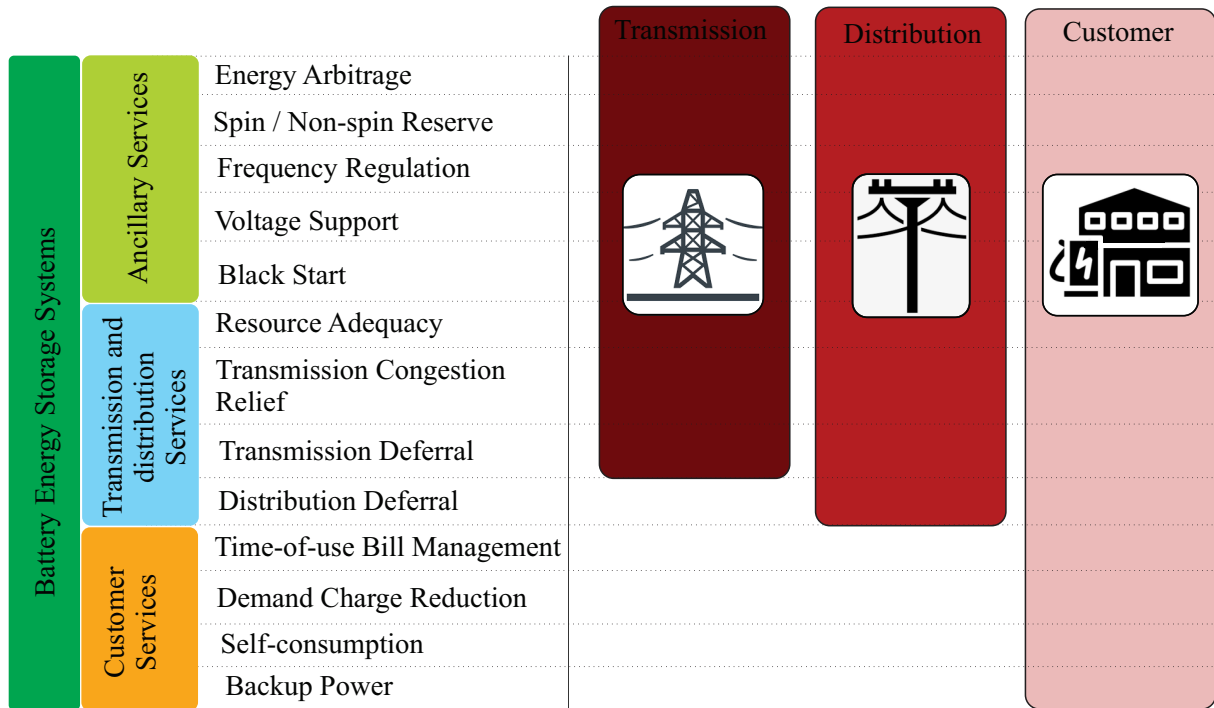 Transmission
Distribution
Customer
Battery Energy Storage Systems
Ancillary Services
Energy Arbitrage
Spin / Non-spin Reserve
Frequency Regulation
Voltage Support
Black Start
Transmission and
distribution
Services
Resource Adequacy
Transmission Congestion
Relief
Transmission Deferral
Distribution Deferral
Customer
Services
Time-of-use Bill Management
Demand Charge Reduction
Self-consumption
Backup Power